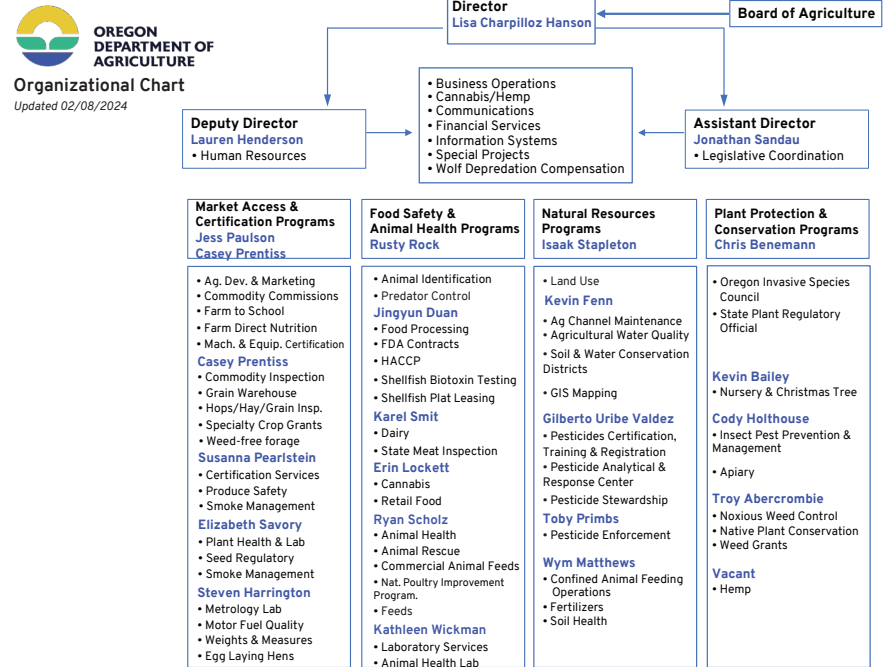 OREGON
DEPARTMENT OF
AGRICULTURE
Organizational Chart
Updated 02/08/2024
Director
Lisa Charpilloz Hanson
Board of Agriculture
Deputy Director
Lauren Henderson
• Human Resources
• Business Operations
• Cannabis/Hemp
• Communications
• Financial Services
• Information Systems
• Special Projects
• Wolf Depredation Compensation
Assistant Director
Jonathan Sandau
• Legislative Coordination
Market Access &
Certification Programs
Jess Paulson
Casey Prentiss
• Ag. Dev. & Marketing
• Commodity Commissions
• Farm to School
• Farm Direct Nutrition
• Mach. & Equip. Certification
Casey Prentiss
• Commodity Inspection
• Grain Warehouse
• Hops/Hay/Grain Insp.
• Specialty Crop Grants
• Weed-free forage
Susanna Pearlstein
• Certification Services
• Produce Safety
• Smoke Management
Elizabeth Savory
• Plant Health & Lab
• Seed Regulatory
• Smoke Management
Steven Harrington
• Metrology Lab
• Motor Fuel Quality
• Weights & Measures
• Egg Laying Hens
Food Safety &
Animal Health Programs
Rusty Rock
• Animal Identification
• Predator Control
Jingyun Duan
• Food Processing
• FDA Contracts
• HACCP
• Shellfish Biotoxin Testing
• Shellfish Plat Leasing
Karel Smit
• Dairy
• State Meat Inspection
Erin Lockett
• Cannabis
• Retail Food
Ryan Scholz
• Animal Health
• Animal Rescue
• Commercial Animal Feeds
• Nat. Poultry Improvement
Program.
• Feeds
Kathleen Wickman
• Laboratory Services
• Animal Health Lab
Natural Resources
Programs
Isaak Stapleton
• Land Use
Kevin Fenn
• Ag Channel Maintenance
• Agricultural Water Quality
• Soil & Water Conservation
Districts
• GIS Mapping
Gilberto Uribe Valdez
• Pesticides Certification,
Training & Registration
• Pesticide Analytical &
Response Center
• Pesticide Stewardship
Toby Primbs
• Pesticide Enforcement
Wym Matthews
• Confined Animal Feeding
Operations
• Fertilizers
• Soil Health
Plant Protection &
Conservation Programs
Chris Benemann
• Oregon Invasive Species
Council
• State Plant Regulatory
Official
Kevin Bailey
• Nursery & Christmas Tree
Cody Holthouse
• Insect Pest Prevention &
Management
• Apiary
Troy Abercrombie
• Noxious Weed Control
• Native Plant Conservation
• Weed Grants
Vacant
• Hemp